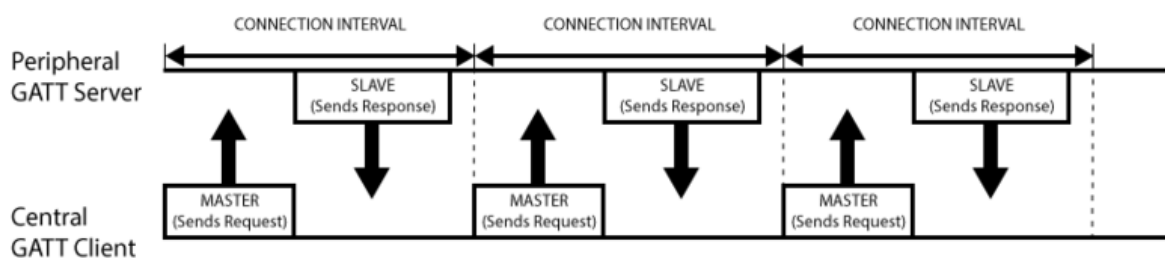 CONNECTION INTERVAL
CONNECTION INTERVAL
CONNECTION INTERVAL
Peripheral
GATT Server
SLAVE
(Sends Response)
SLAVE
(Sends Response)
SLAVE
(Sends Response)
MASTER
(Sends Request)
MASTER
(Sends Request)
MASTER
(Sends Request)
Central
GATT Client